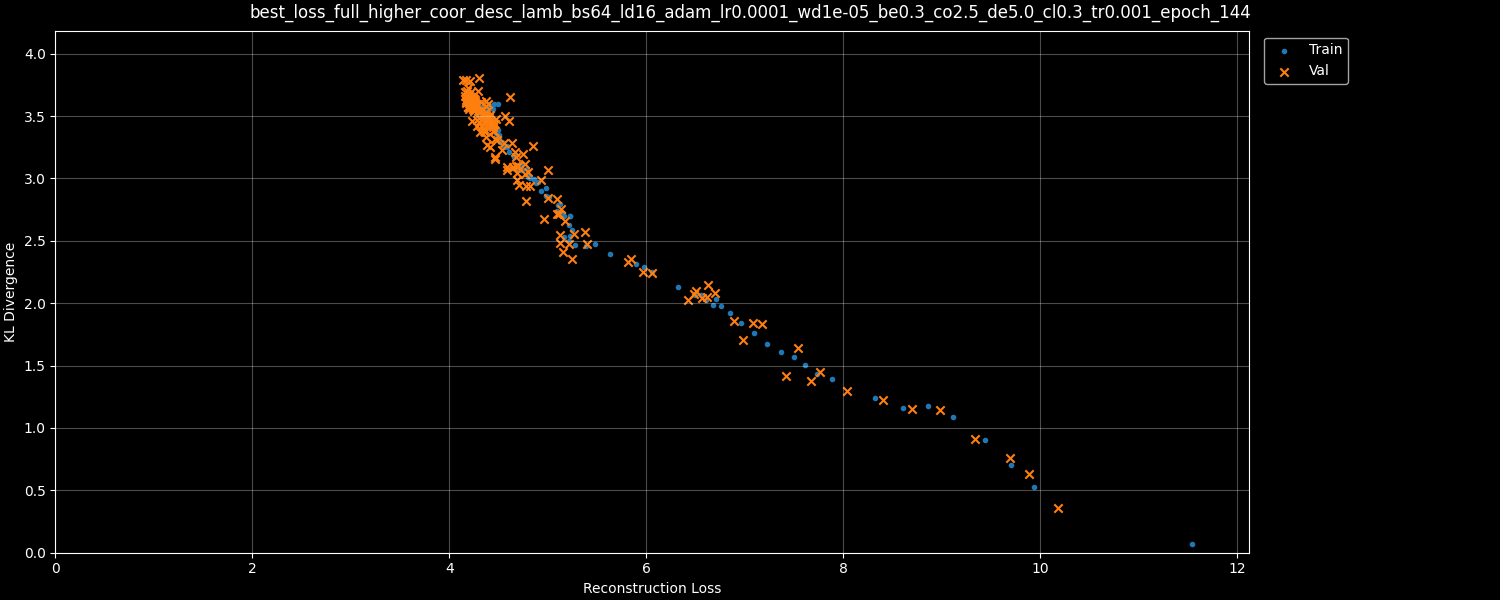 best_loss_full_higher_coor_desc_lamb_bs64_ld16_adam_lr0.0001_wd1e-05_be0.3_co2.5_de5.0_cl0.3_tr0.001_epoch_144
Train
Val
KL Divergence
4.0
3.5
3.0
2.5
2.0
1.5
1.0
0.5
0.0
0 2 4 6 8 10 12
Reconstruction Loss